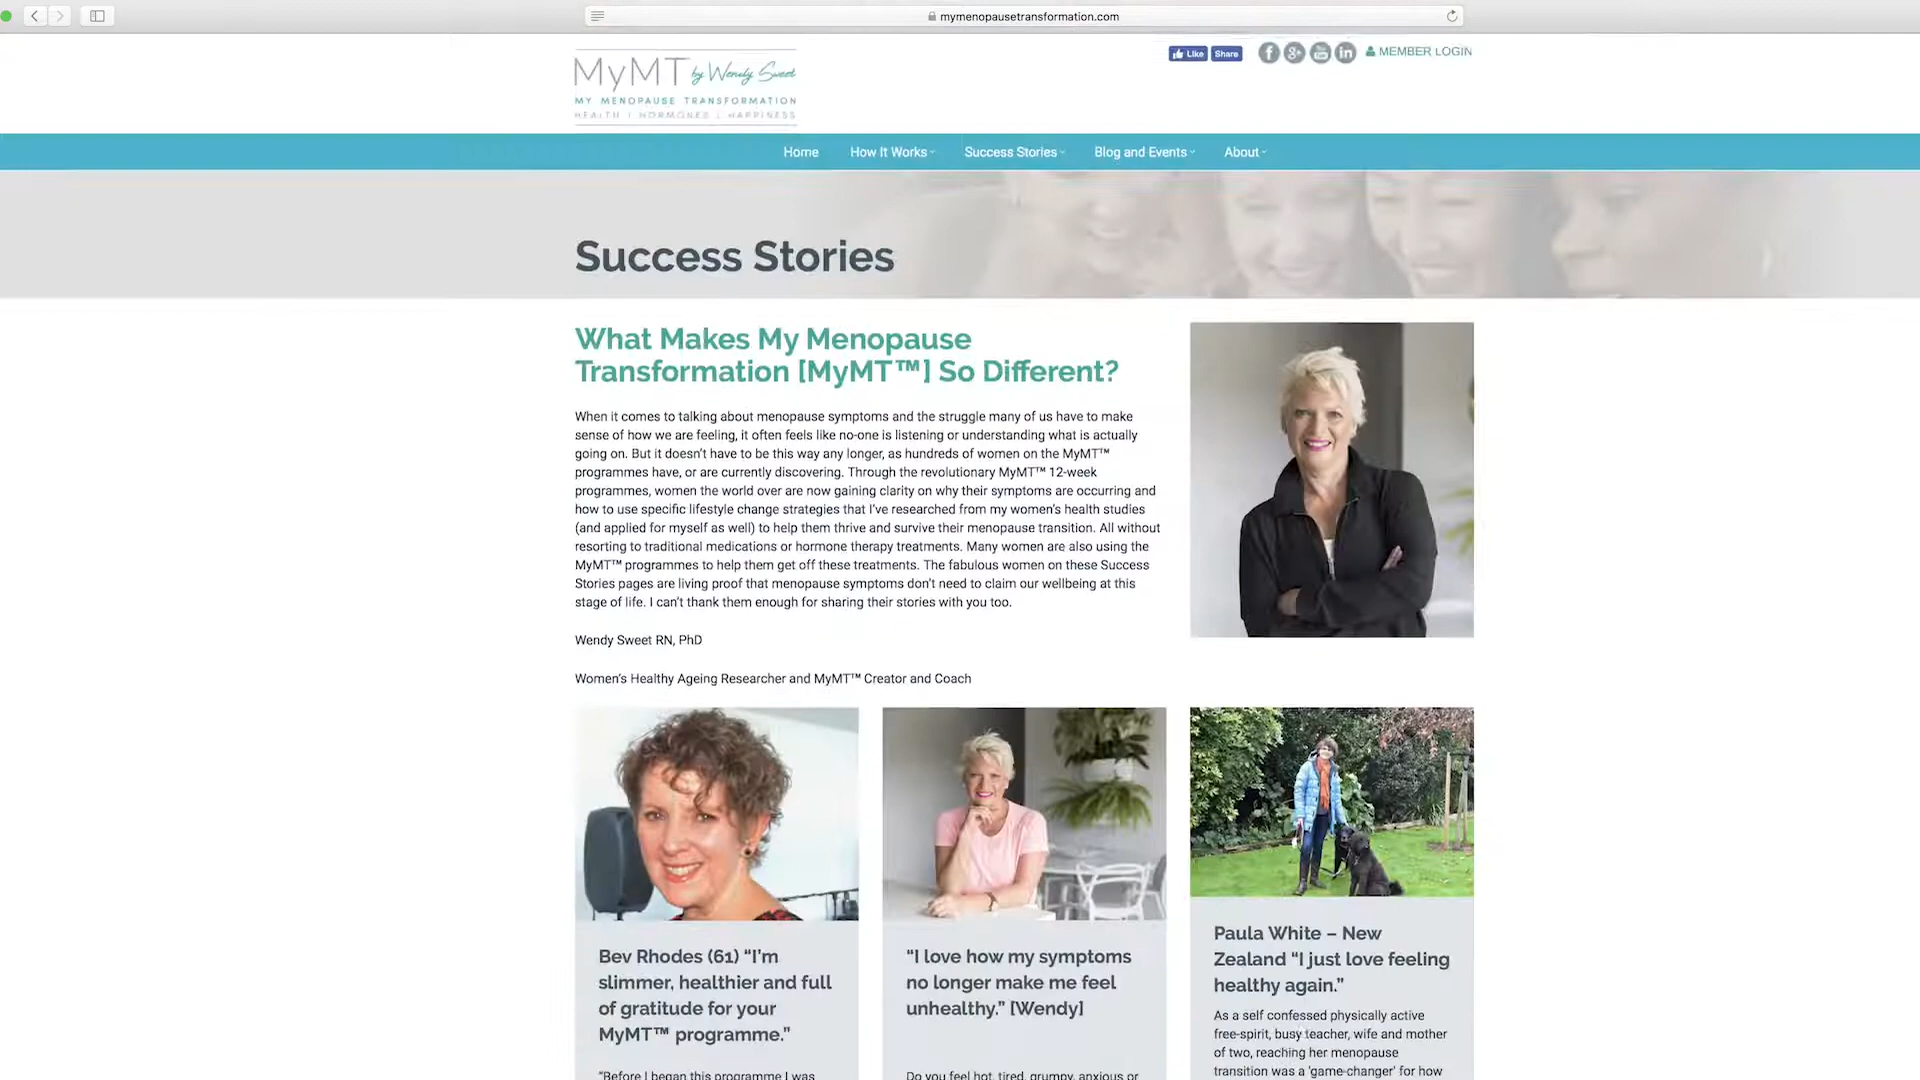 mymenopausetransformation.com
Like
Share
MEMBER LOGIN
MyMT by Wendy Sweet
MY MENOPAUSE TRANSFORMATION
HEALTH | HORMONES | HAPPINESS
Home
How It Works
Success Stories
Blog and Events
About
Success Stories
What Makes My Menopause
Transformation [MyMT™] So Different?
When it comes to talking about menopause symptoms and the struggle many of us have to make
sense of how we are feeling, it often feels like no-one is listening or understanding what is actually
going on. But it doesn't have to be this way any longer, as hundreds of women on the MyMT™
programmes have, or are currently discovering. Through the revolutionary MyMT™ 12-week
programmes, women the world over are now gaining clarity on why their symptoms are occurring and
how to use specific lifestyle change strategies that I've researched from my women's health studies
(and applied for myself as well) to help them thrive and survive their menopause transition. All without
resorting to traditional medications or hormone therapy treatments. Many women are also using the
MyMT™ programmes to help them get off these treatments. The fabulous women on these Success
Stories pages are living proof that menopause symptoms don't need to claim our wellbeing at this
stage of life. I can't thank them enough for sharing their stories with you too.
Wendy Sweet RN, PhD
Women's Healthy Ageing Researcher and MyMT™ Creator and Coach
Bev Rhodes (61) “I'm
slimmer, healthier and full
of gratitude for your
MyMT™ programme.”
“Before I began this programme I was
“I love how my symptoms
no longer make me feel
unhealthy.” [Wendy]
Do you feel hot, tired, grumpy, anxious or
Paula White – New
Zealand “I just love feeling
healthy again.”
As a self confessed physically active
free-spirit, busy teacher, wife and mother
of two, reaching her menopause
transition was a 'game-changer' for how